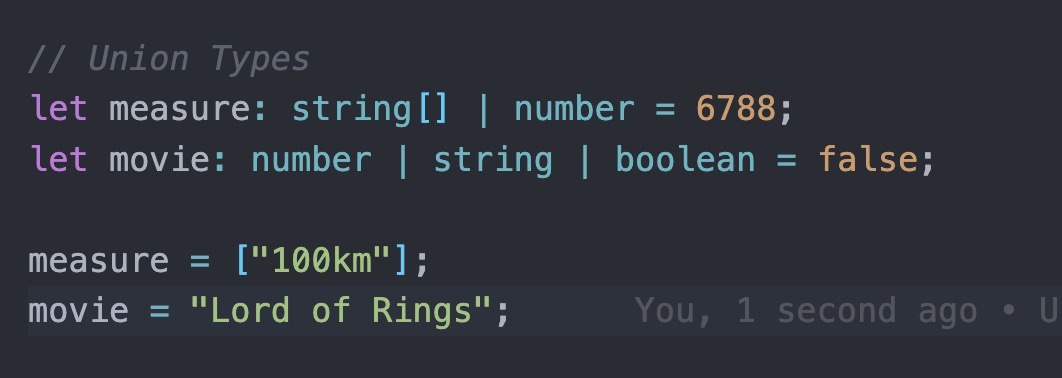 // Union Types
let measure: string[] | number = 6788;
let movie: number | string | boolean = false;
measure = ["100km"];
movie = "Lord of Rings"; You, 1 second ago • U